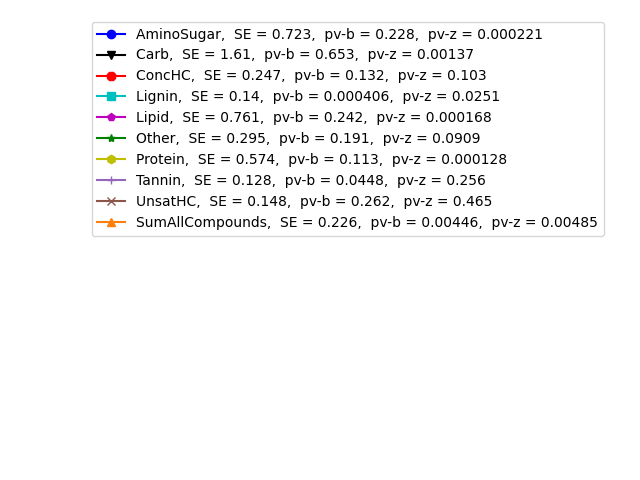 AminoSugar,  SE = 0.723,  pv-b = 0.228,  pv-z = 0.000221
Carb,  SE = 1.61,  pv-b = 0.653,  pv-z = 0.00137
ConcHC,  SE = 0.247,  pv-b = 0.132,  pv-z = 0.103
Lignin,  SE = 0.14,  pv-b = 0.000406,  pv-z = 0.0251
Lipid,  SE = 0.761,  pv-b = 0.242,  pv-z = 0.000168
Other,  SE = 0.295,  pv-b = 0.191,  pv-z = 0.0909
Protein,  SE = 0.574,  pv-b = 0.113,  pv-z = 0.000128
Tannin,  SE = 0.128,  pv-b = 0.0448,  pv-z = 0.256
UnsatHC,  SE = 0.148,  pv-b = 0.262,  pv-z = 0.465
SumAllCompounds,  SE = 0.226,  pv-b = 0.00446,  pv-z = 0.00485